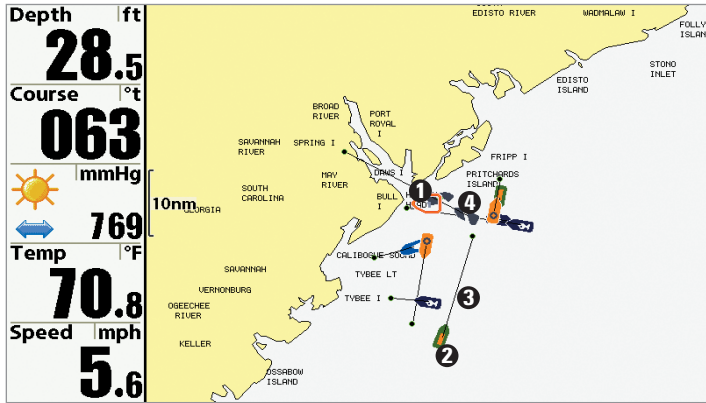 Depth ft
28.5
Course °t
063
mmHg
769
Temp °F
70.8
Speed mph
5.6
10nm
EDISTO RIVER
WADMALAW I
FOLLY
ISLAN
STONO
INLET
EDISTO
ISLAND
BROAD
RIVER
PORT
ROYAL
I
SAVANNAH
RIVER
SPRING I
FRIPP I
DAWS I
PRITCHARDS
ISLAND
MAY
RIVER
SOUTH
CAROLINA
BULL
I
1
4
GEORGIA
CALIBOGUE SOUND
SAVANNAH
TYBEE LT
VERNONBURG
TYBEE I
3
OGEECHEE
RIVER
KELLER
2
OSSABOW
ISLAND